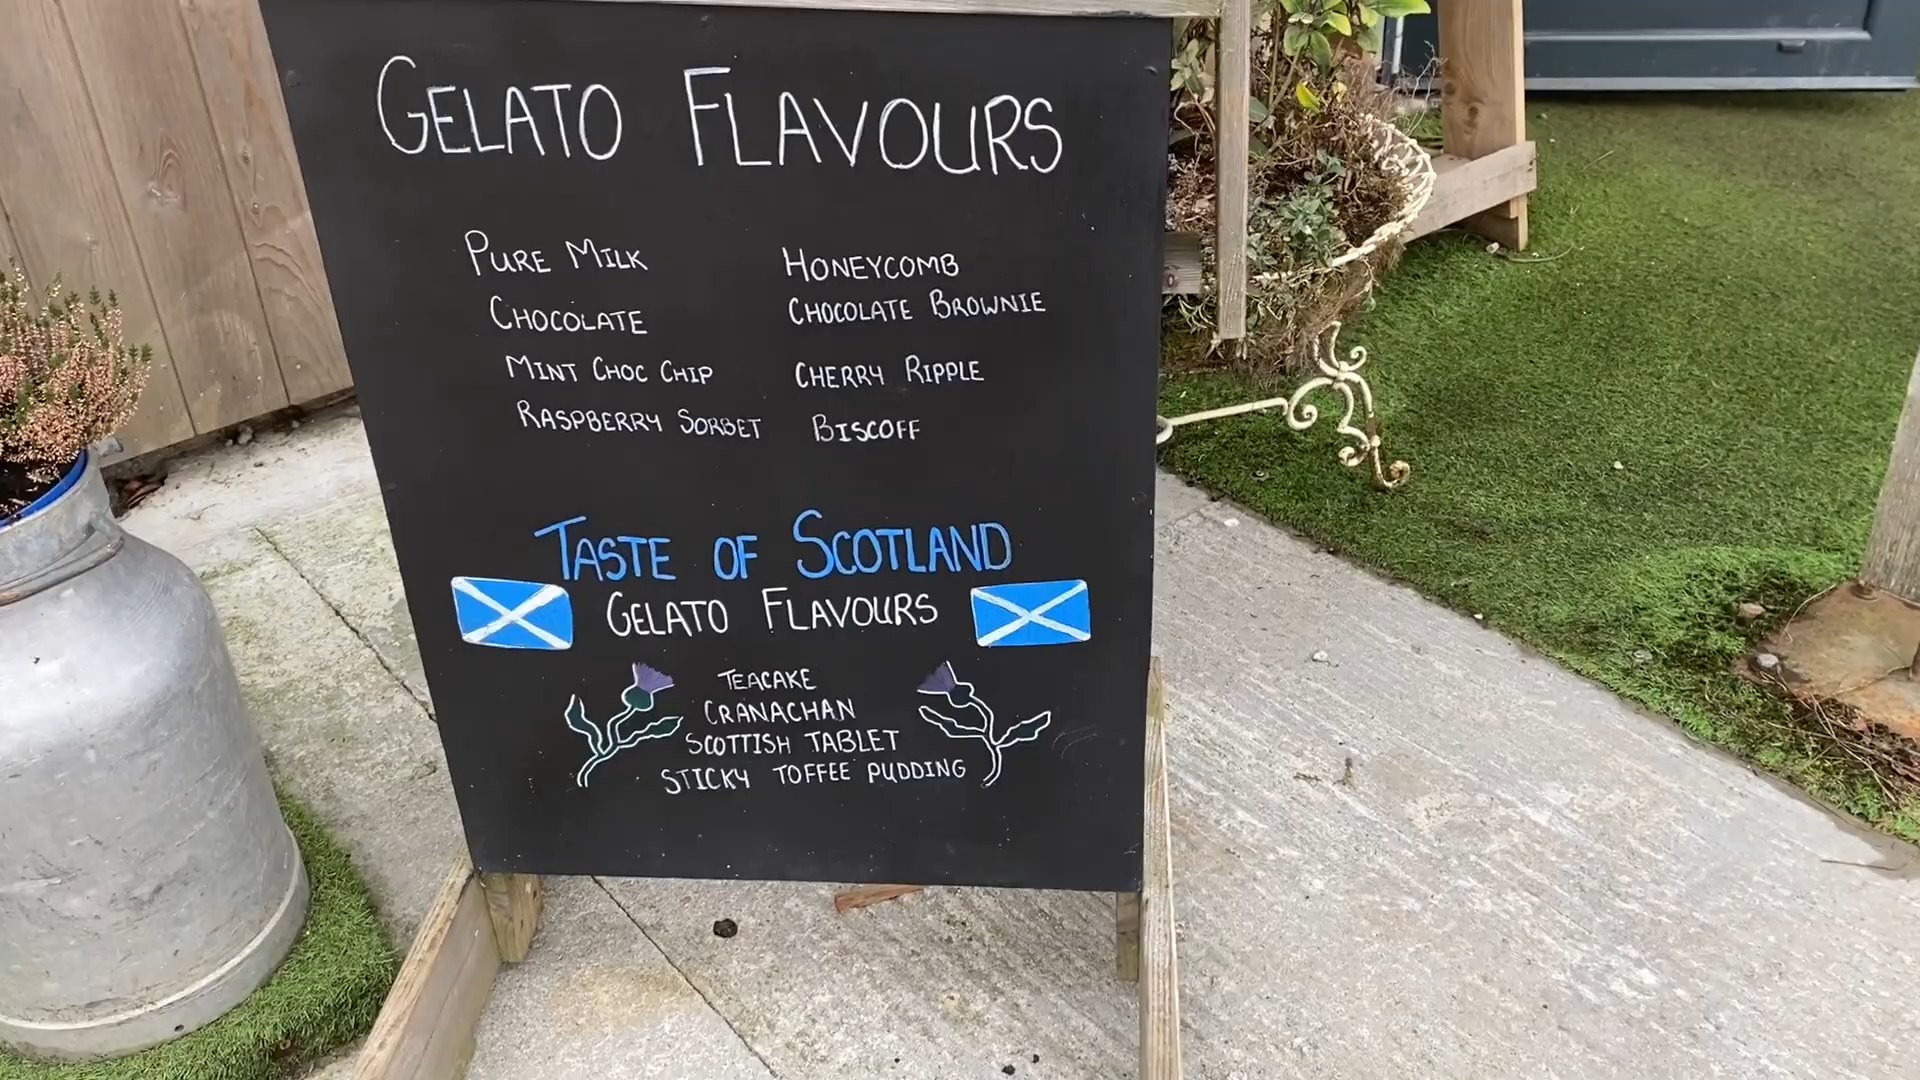 GELATO FLAVOURS
PURE MILK
CHOCOLATE
MINT CHOC CHIP
RASPBERRY SORBET
HONEYCOMB
CHOCOLATE BROWNIE
CHERRY RIPPLE
BISCOFF
TASTE OF SCOTLAND
GELATO FLAVOURS
TEACAKE
CRANACHAN
SCOTTISH TABLET
STICKY TOFFEE PUDDING